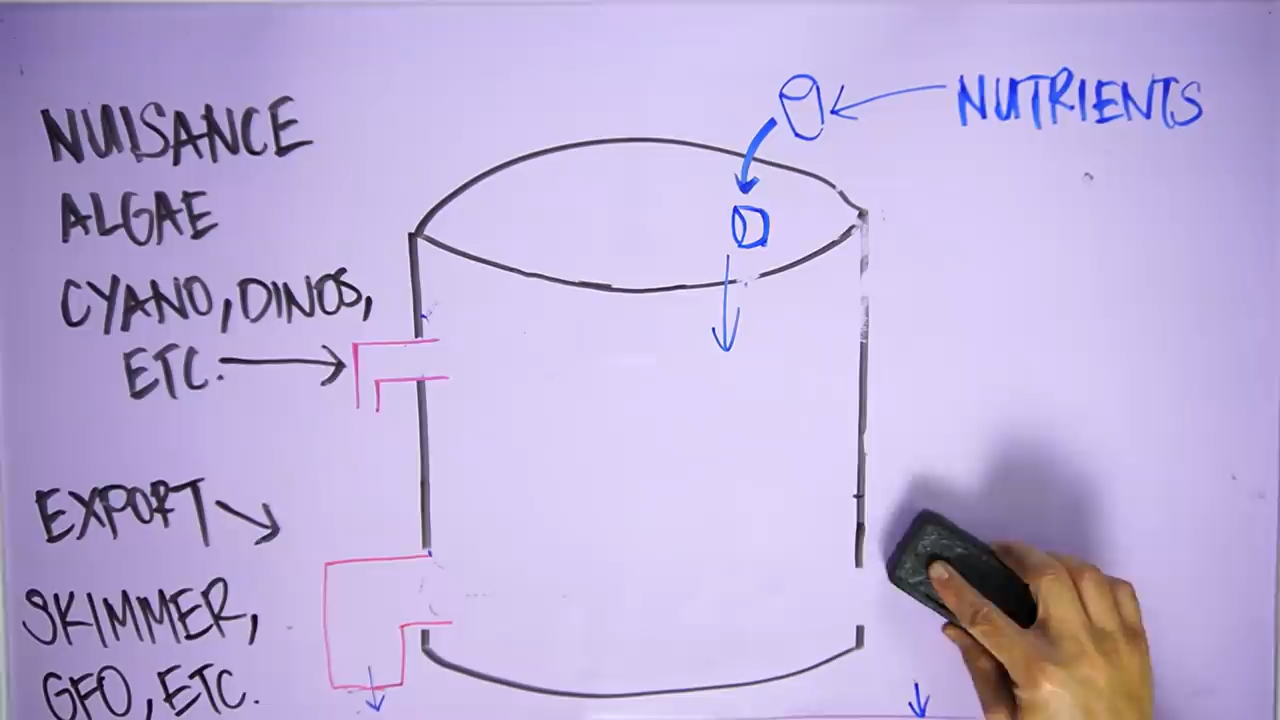 NUISANCE
ALGAE
CYANO, DINOS,
ETC.
EXPORT
SKIMMER,
GFO, ETC.
NUTRIENTS